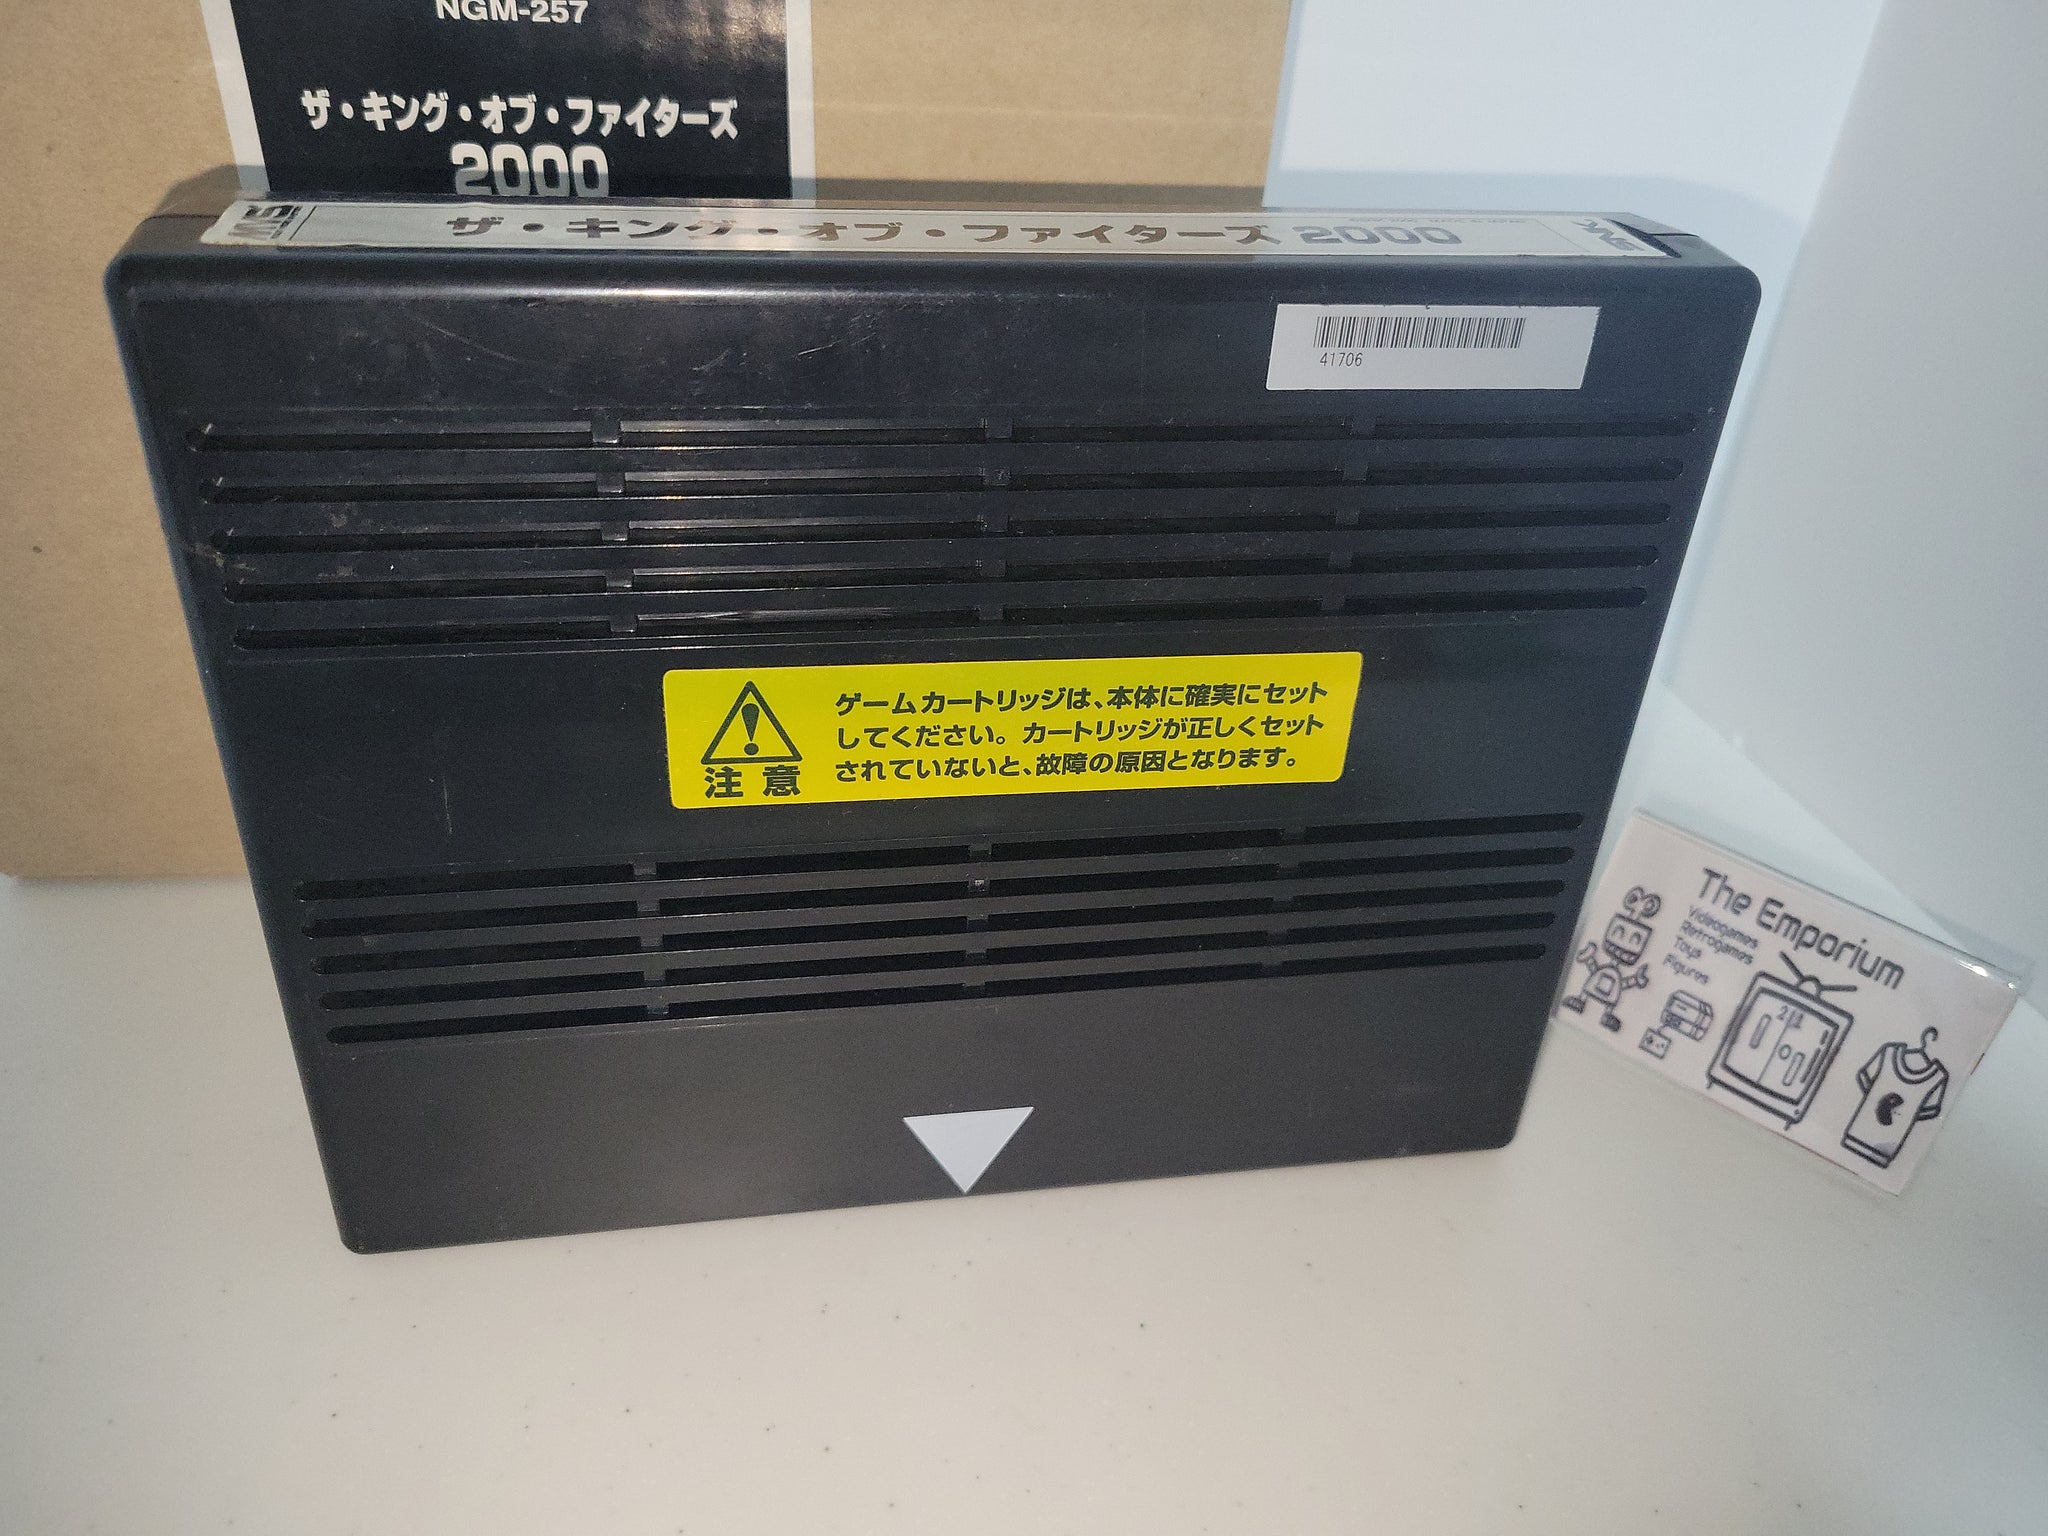 NGM-257
ザ・キング・オブ・ファイターズ
2000
ザ・キング・オブ・ファイターズ 2000
SNK
41706
注意
ゲームカートリッジは、本体に確実にセット
してください。カートリッジが正しくセット
されていないと、故障の原因となります。
The Emporium
Videogames
Retrogames
Toys
Figures
21